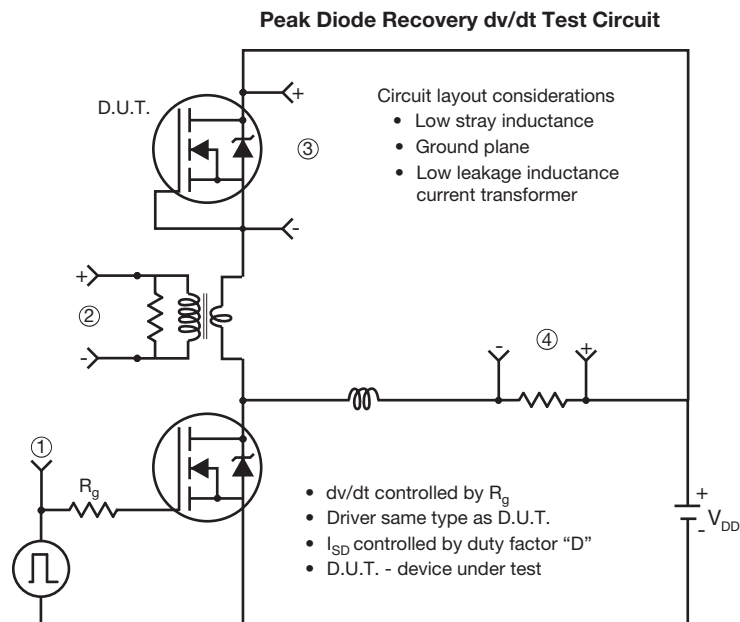 Peak Diode Recovery dv/dt Test Circuit
D.U.T.
+
Circuit layout considerations
• Low stray inductance
• Ground plane
• Low leakage inductance
current transformer
③
-
+
②
-
-
④
+
①
Rg
• dv/dt controlled by Rg
• Driver same type as D.U.T.
• ISD controlled by duty factor “D”
• D.U.T. - device under test
+
-
VDD